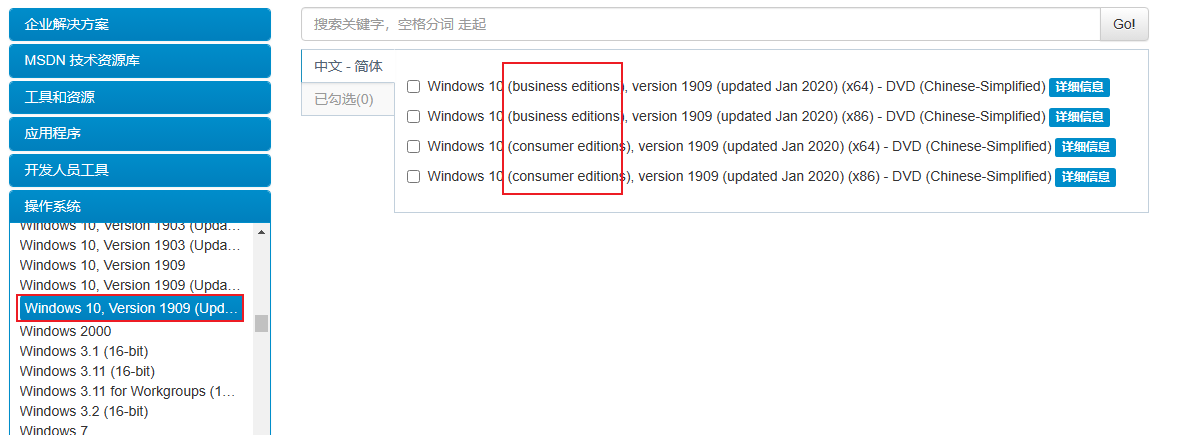 企业解决方案
MSDN 技术资源库
工具和资源
应用程序
开发人员工具
操作系统
Windows 10, Version 1903 (Upda…
Windows 10, Version 1903 (Upda…
Windows 10, Version 1909
Windows 10, Version 1909 (Upda…
Windows 10, Version 1909 (Upd…
Windows 2000
Windows 3.1 (16-bit)
Windows 3.11 (16-bit)
Windows 3.11 for Workgroups (1…
Windows 3.2 (16-bit)
Windows 7
搜索关键字，空格分词 走起
Go!
中文 - 简体
已勾选(0)
Windows 10 (business editions), version 1909 (updated Jan 2020) (x64) - DVD (Chinese-Simplified) 详细信息
Windows 10 (business editions), version 1909 (updated Jan 2020) (x86) - DVD (Chinese-Simplified) 详细信息
Windows 10 (consumer editions), version 1909 (updated Jan 2020) (x64) - DVD (Chinese-Simplified) 详细信息
Windows 10 (consumer editions), version 1909 (updated Jan 2020) (x86) - DVD (Chinese-Simplified) 详细信息